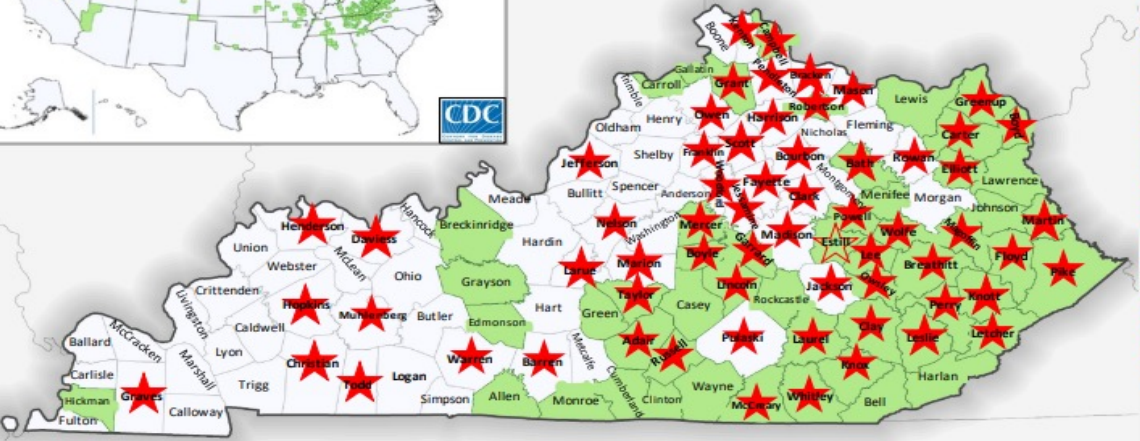 CDC
Boone
Kenton
Campbell
Gallatin
Carroll
Grant
Pendleton
Bracken
Mason
Trimble
Robertson
Lewis
Greenup
Owen
Harrison
Henry
Oldham
Nicholas
Fleming
Carter
Boyd
Scott
Franklin
Shelby
Jefferson
Bourbon
Bath
Rowan
Elliott
Spencer
Anderson
Woodford
Fayette
Clark
Montgomery
Menifee
Morgan
Lawrence
Bullitt
Meade
Jessamine
Johnson
Hancock
Breckinridge
Nelson
Washington
Mercer
Madison
Powell
Wolfe
Magoffin
Martin
Henderson
Daviess
Union
Hardin
Garrard
Estill
Lee
Boyle
Floyd
Pike
Webster
McLean
Ohio
Larue
Marion
Breathitt
Crittenden
Grayson
Taylor
Lincoln
Rockcastle
Jackson
Owsley
Knott
Livingston
Hopkins
Muhlenberg
Butler
Hart
Green
Casey
Perry
Caldwell
Edmonson
Clay
Leslie
Letcher
McCracken
Ballard
Lyon
Marshall
Adair
Russell
Pulaski
Laurel
Metcalfe
Christian
Warren
Barren
Knox
Carlisle
Trigg
Todd
Logan
Harlan
Hickman
Graves
Simpson
Allen
Monroe
Cumberland
Clinton
Wayne
McCreary
Whitley
Bell
Calloway
Fulton